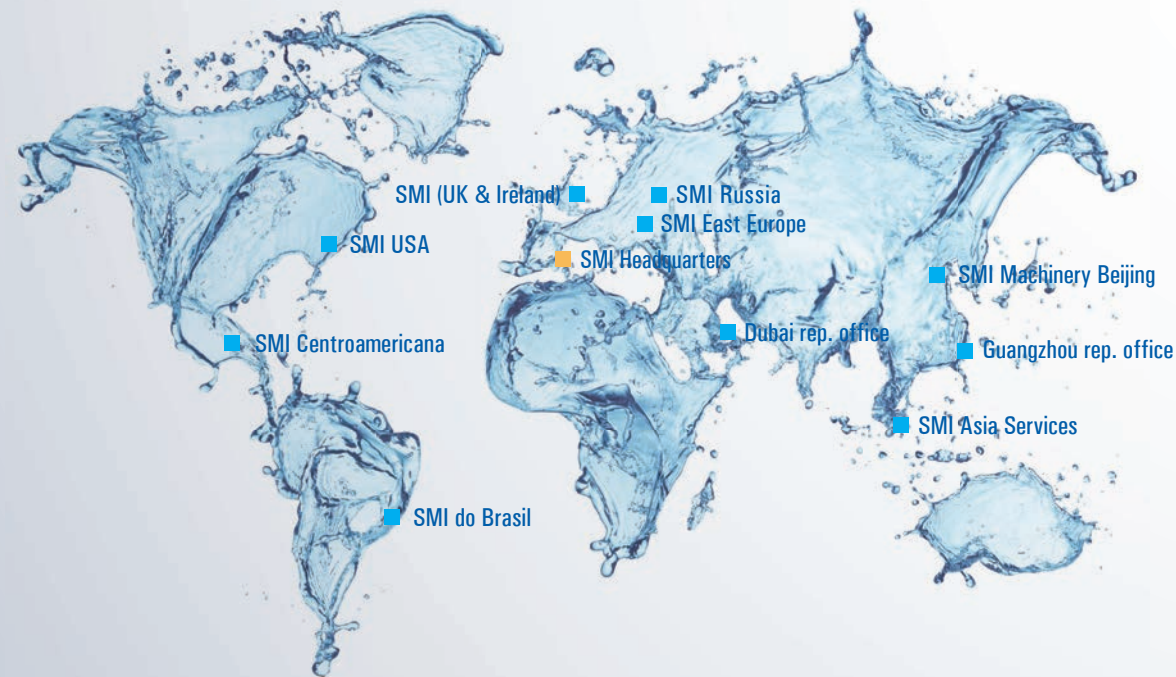 SMI (UK & Ireland)
SMI Russia
SMI East Europe
SMI USA
SMI Headquarters
SMI Machinery Beijing
Dubai rep. office
SMI Centroamericana
Guangzhou rep. office
SMI Asia Services
SMI do Brasil